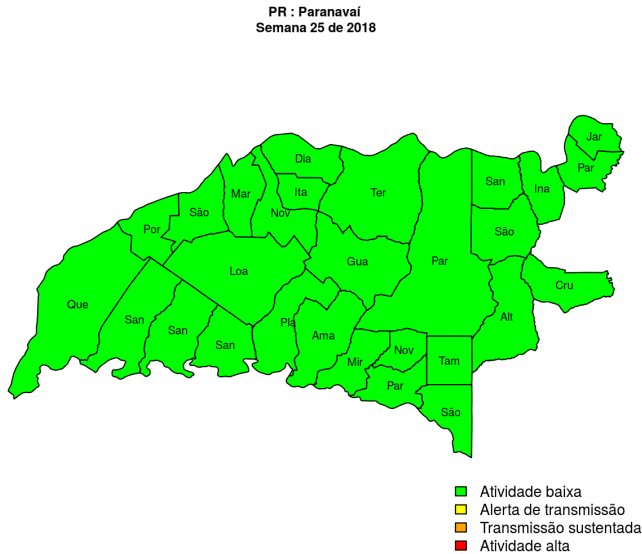 PR : Paranavaí
Semana 25 de 2018
Jar
Dia
Par
Ita
San
Mar
Ter
Ina
São
Nov
Por
São
Gua
Par
Loa
Cru
Que
Alt
San
San
Pla
Ama
San
Nov
Mir
Tam
Par
São
Atividade baixa
Alerta de transmissão
Transmissão sustentada
Atividade alta